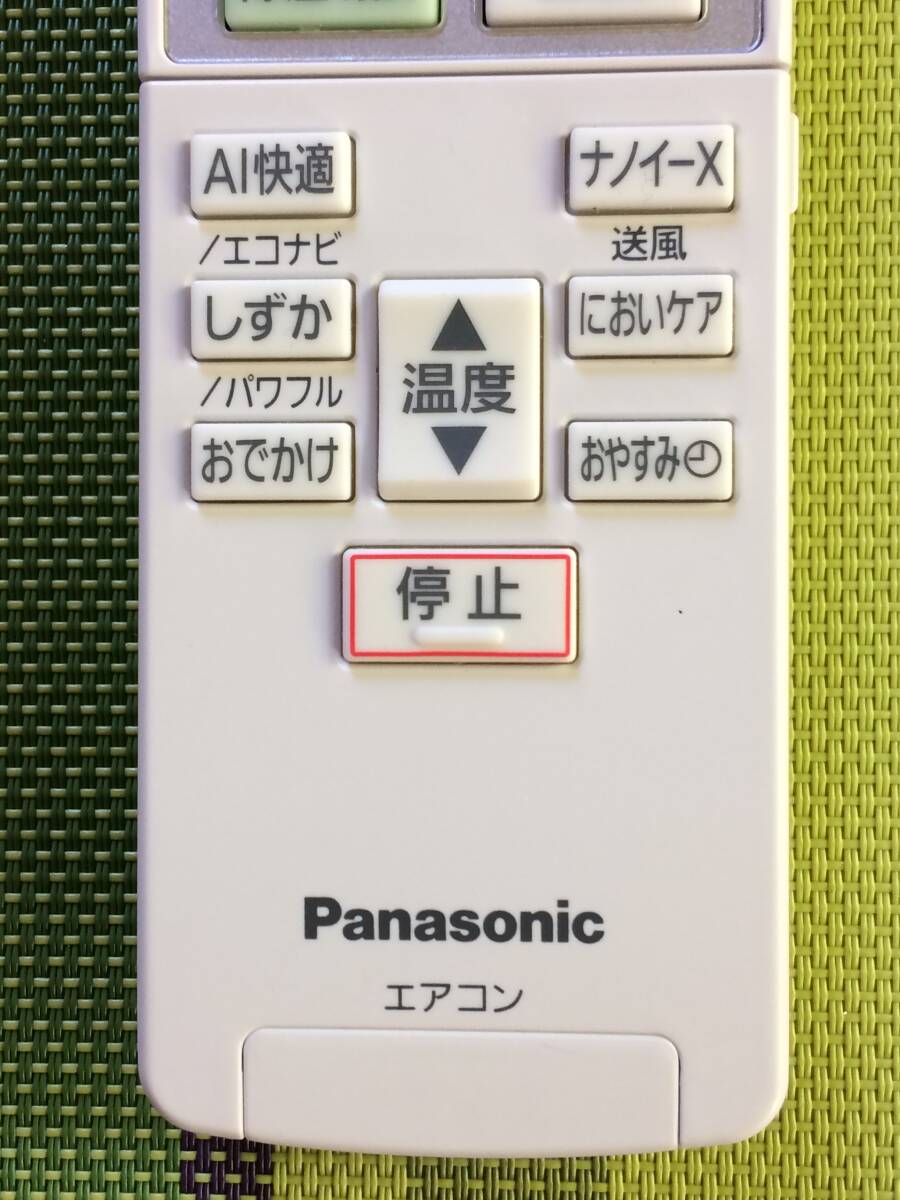 AI快適
ナノイーX
/エコナビ
送風
しずか
においケア
/パワフル
温度
おでかけ
おやすみ
停止
Panasonic
エアコン